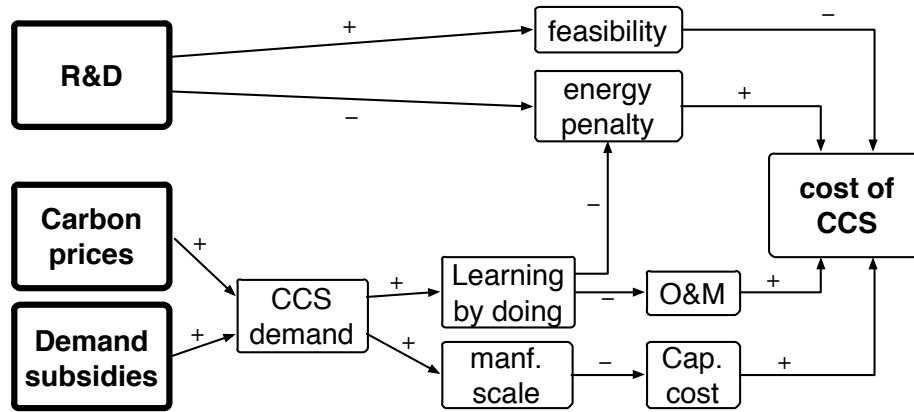 +
feasibility
–
R&D
energy
penalty
+
–
cost of
CCS
Carbon
prices
+
–
CCS
demand
+
Learning
by doing
–
O&M
+
Demand
subsidies
+
+
manf.
scale
–
Cap.
cost
+